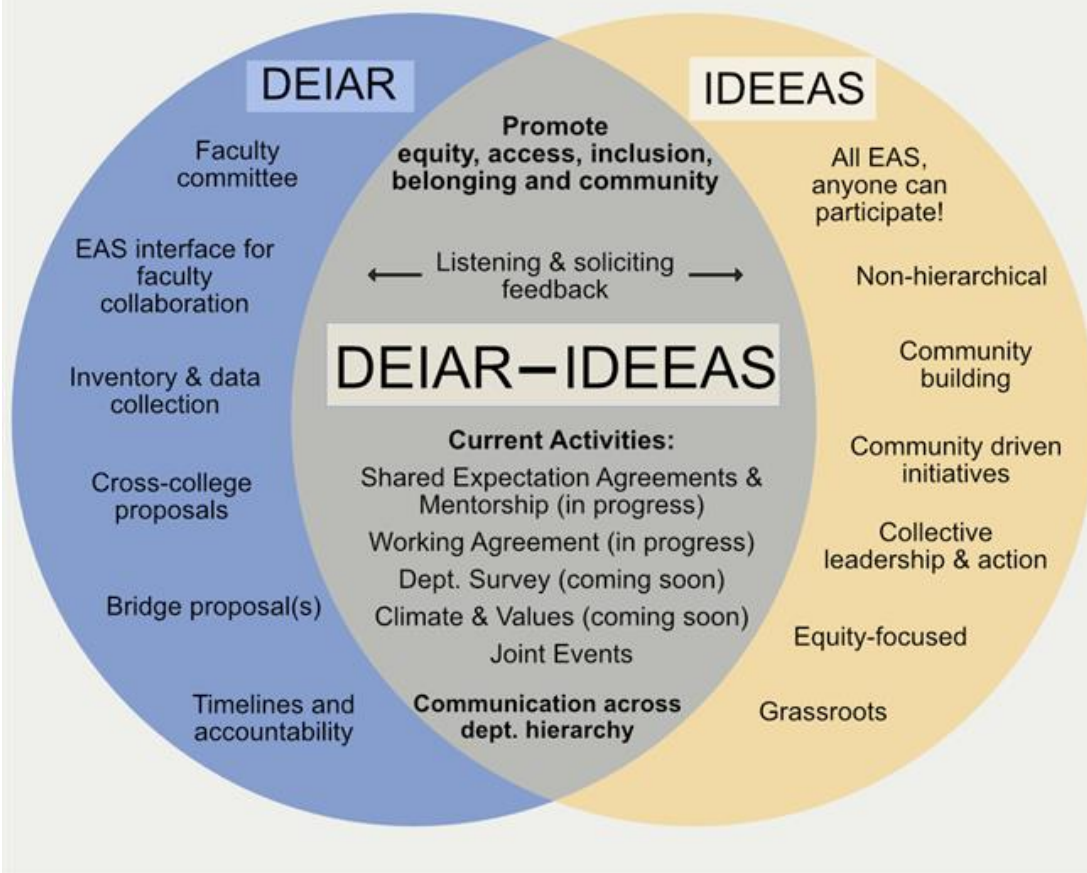 DEIAR
Faculty
committee
EAS interface for
faculty
collaboration
Inventory & data
collection
Cross-college
proposals
Bridge proposal(s)
Timelines and
accountability
Promote
equity, access, inclusion,
belonging and community
Listening & soliciting
feedback
DEIAR–IDEEAS
Current Activities:
Shared Expectation Agreements &
Mentorship (in progress)
Working Agreement (in progress)
Dept. Survey (coming soon)
Climate & Values (coming soon)
Joint Events
Communication across
dept. hierarchy
IDEEAS
All EAS,
anyone can
participate!
Non-hierarchical
Community
building
Community driven
initiatives
Collective
leadership & action
Equity-focused
Grassroots